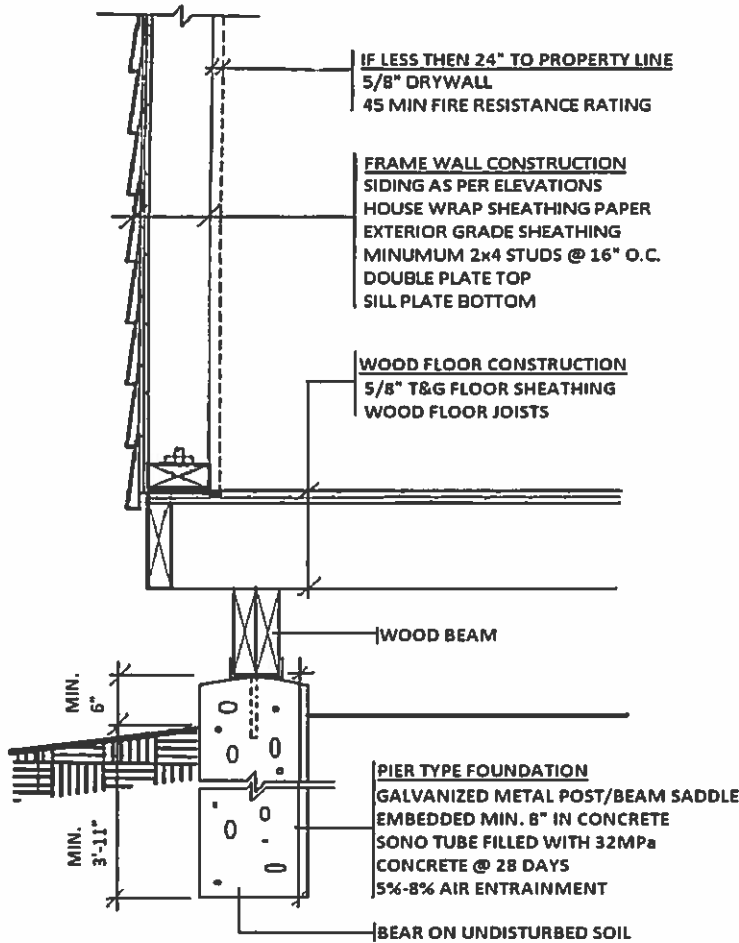 IF LESS THEN 24" TO PROPERTY LINE
5/8" DRYWALL
45 MIN FIRE RESISTANCE RATING
FRAME WALL CONSTRUCTION
SIDING AS PER ELEVATIONS
HOUSE WRAP SHEATHING PAPER
EXTERIOR GRADE SHEATHING
MINUMUM 2x4 STUDS @ 16" O.C.
DOUBLE PLATE TOP
SILL PLATE BOTTOM
WOOD FLOOR CONSTRUCTION
5/8" T&G FLOOR SHEATHING
WOOD FLOOR JOISTS
WOOD BEAM
MIN.
6"
MIN.
3'-11"
PIER TYPE FOUNDATION
GALVANIZED METAL POST/BEAM SADDLE
EMBEDDED MIN. 8" IN CONCRETE
SONO TUBE FILLED WITH 32MPa
CONCRETE @ 28 DAYS
5%-8% AIR ENTRAINMENT
BEAR ON UNDISTURBED SOIL